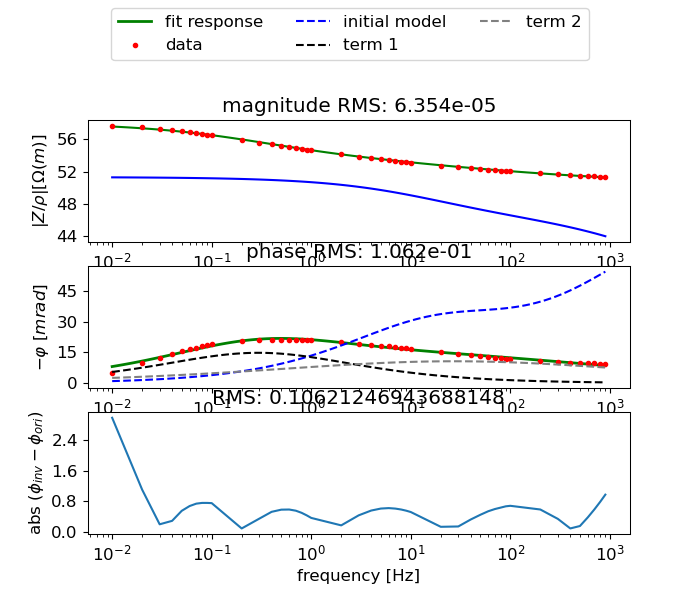 fit response
data
initial model
term 1
term 2
magnitude RMS: 6.354e-05
|Z/ρ|[Ω(m)]
56
52
48
44
10⁻² 10⁻¹ 10⁰ 10¹ 10² 10³
phase RMS: 1.062e-01
−φ [mrad]
45
30
15
0
10⁻² 10⁻¹ 10⁰ 10¹ 10² 10³
RMS: 0.10621246943688148
abs (ϕinv − ϕori)
2.4
1.6
0.8
0.0
10⁻² 10⁻¹ 10⁰ 10¹ 10² 10³
frequency [Hz]